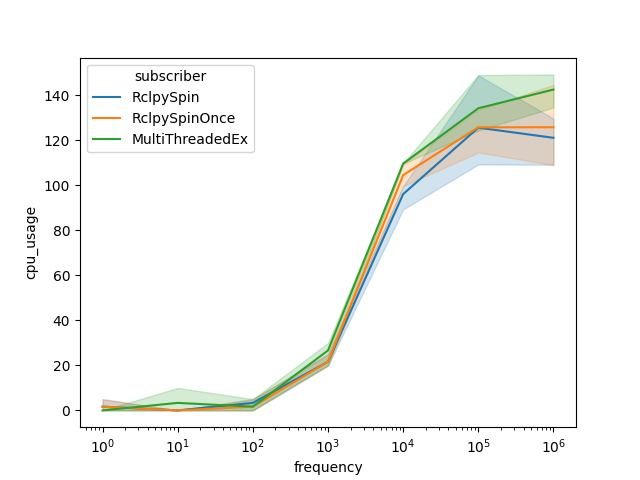 subscriber
RclpySpin
RclpySpinOnce
MultiThreadedEx
140
120
100
80
60
40
20
0
cpu_usage
10^0 10^1 10^2 10^3 10^4 10^5 10^6
frequency